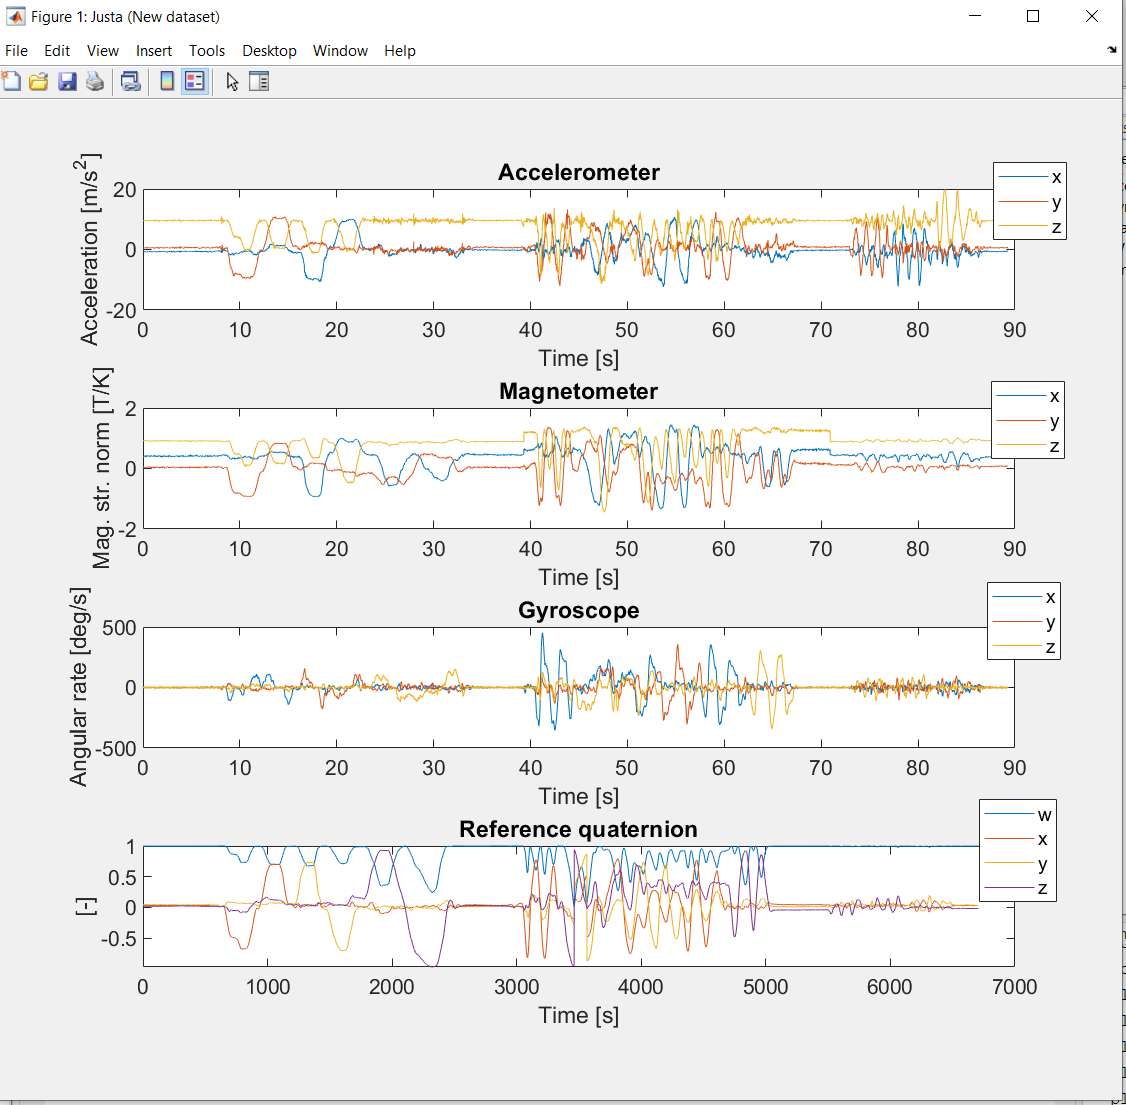 Figure 1: Justa (New dataset)
File Edit View Insert Tools Desktop Window Help
Accelerometer
Acceleration [m/s²]
20
0
-20
0 10 20 30 40 50 60 70 80 90
Time [s]
x
y
z
Magnetometer
Mag. str. norm [T/K]
2
0
-2
0 10 20 30 40 50 60 70 80 90
Time [s]
x
y
z
Gyroscope
Angular rate [deg/s]
500
0
-500
0 10 20 30 40 50 60 70 80 90
Time [s]
x
y
z
Reference quaternion
[-]
1
0.5
0
-0.5
0 1000 2000 3000 4000 5000 6000 7000
Time [s]
w
x
y
z